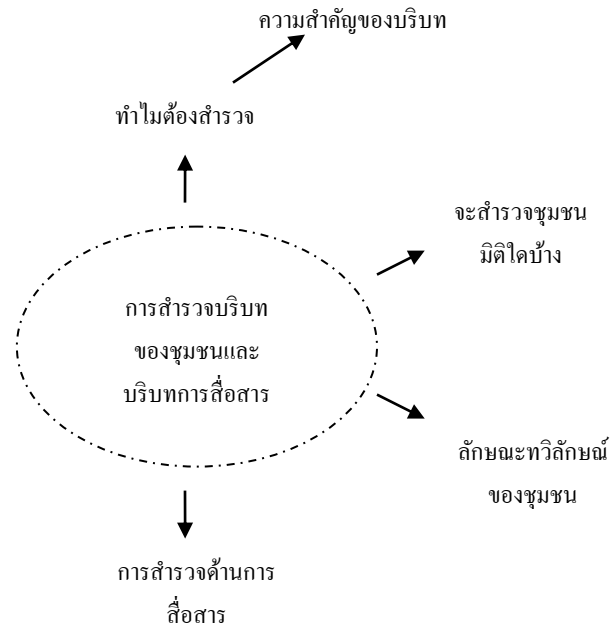 ความสำคัญของบริบท
ทำไมต้องสำรวจ
จะสำรวจชุมชน
มิติใดบ้าง
การสำรวจบริบท
ของชุมชนและ
บริบทการสื่อสาร
ลักษณะทวิลักษณ์
ของชุมชน
การสำรวจด้านการ
สื่อสาร